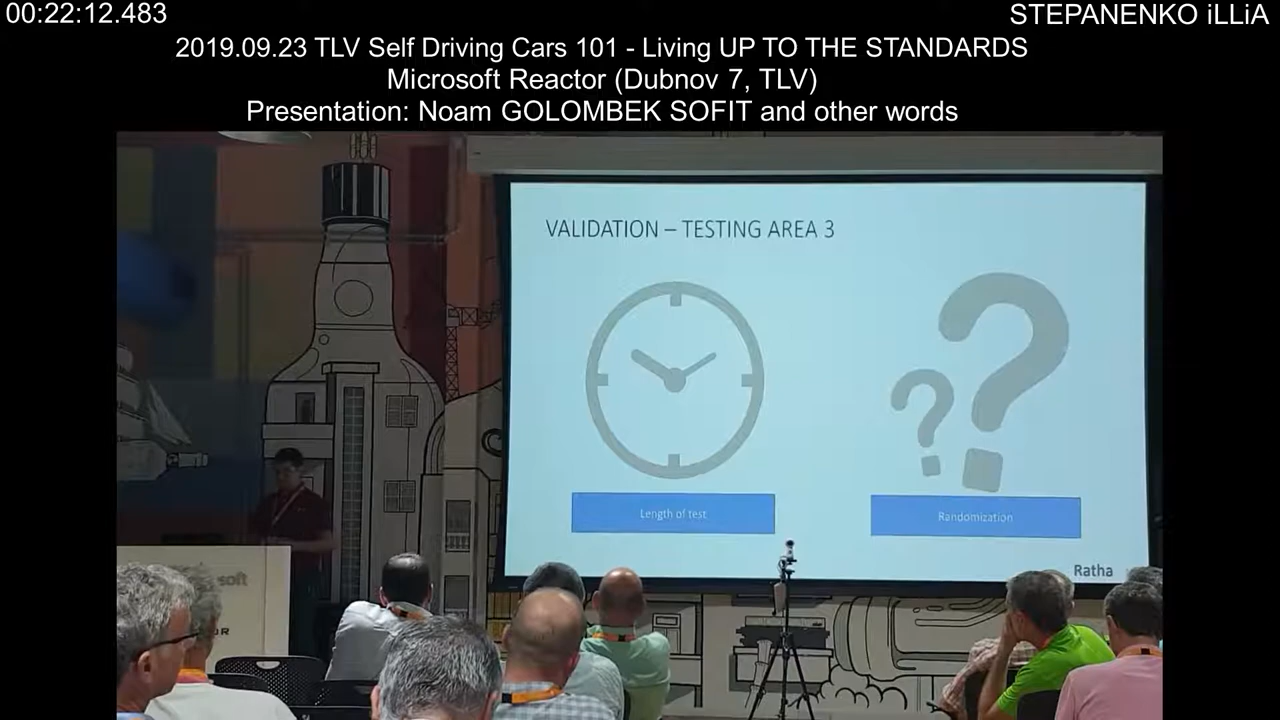 00:22:12.483
STEPANENKO iLLiA
2019.09.23 TLV Self Driving Cars 101 - Living UP TO THE STANDARDS
Microsoft Reactor (Dubnov 7, TLV)
Presentation: Noam GOLOMBEK SOFIT and other words
VALIDATION – TESTING AREA 3
Length of test
Randomization
Ratha
soft
OR